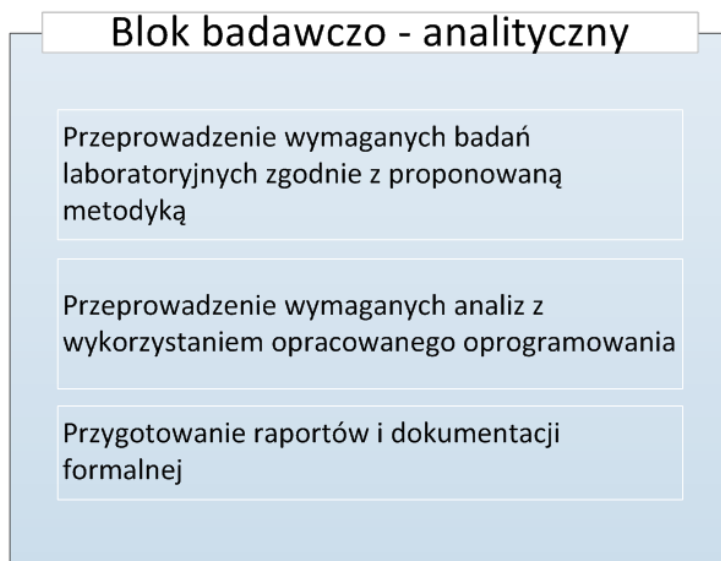 Blok badawczo - analityczny
Przeprowadzenie wymaganych badań
laboratoryjnych zgodnie z proponowaną
metodyką
Przeprowadzenie wymaganych analiz z
wykorzystaniem opracowanego oprogramowania
Przygotowanie raportów i dokumentacji
formalnej